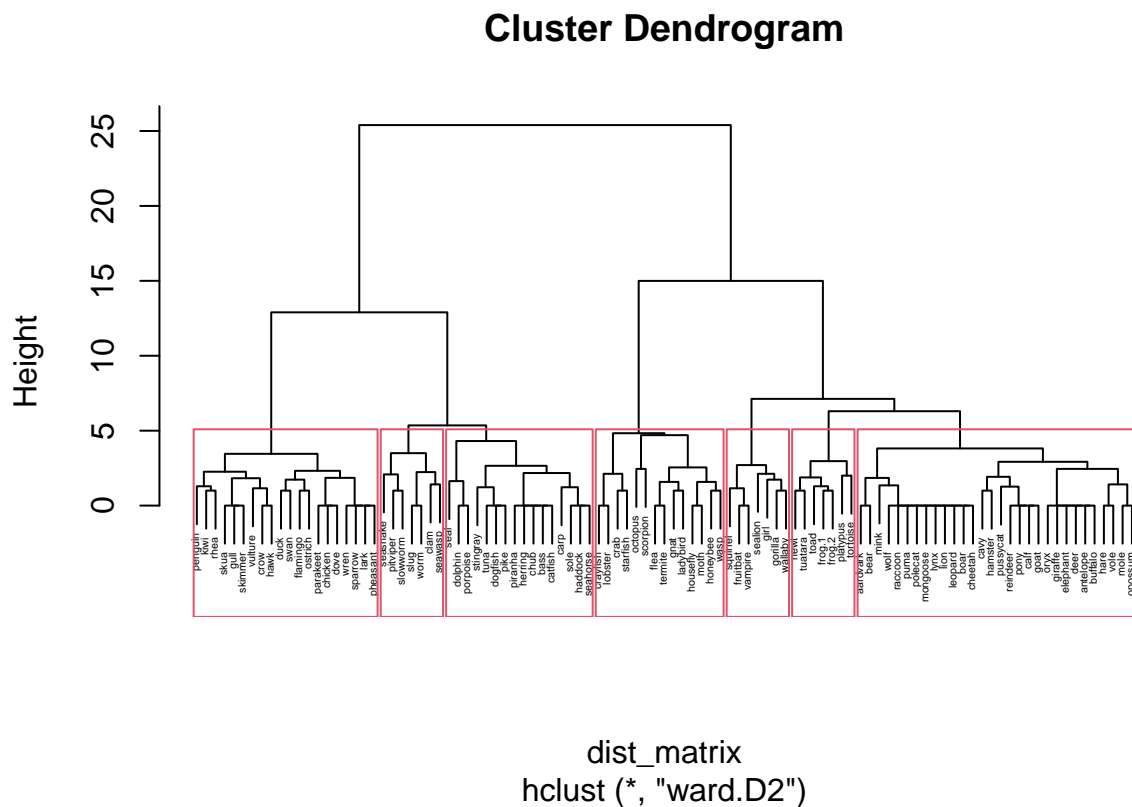 Cluster Dendrogram
Height
25
20
15
10
5
0
penguin
kiwi
rhea
skua
gull
skimmer
vulture
crow
hawk
duck
swan
flamingo
ostrich
parakeet
chicken
dove
wren
sparrow
lark
pheasant
seasnake
pitviper
slowworm
slug
worm
clam
seawasp
seal
dolphin
porpoise
stingray
tuna
dogfish
pike
piranha
herring
chub
bass
catfish
carp
sole
haddock
seahorse
crayfish
lobster
crab
starfish
octopus
scorpion
flea
termite
gnat
ladybird
housefly
moth
honeybee
wasp
squirrel
fruitbat
vampire
sealion
girl
gorilla
wallaby
newt
tuatara
toad
frog.1
frog.2
platypus
tortoise
aardvark
bear
mink
wolf
raccoon
puma
polecat
mongoose
lynx
lion
leopard
boar
cheetah
cavy
hamster
pussycat
reindeer
pony
calf
goat
oryx
giraffe
elephant
deer
antelope
buffalo
hare
vole
mole
opossum
dist_matrix
hclust (*, "ward.D2")